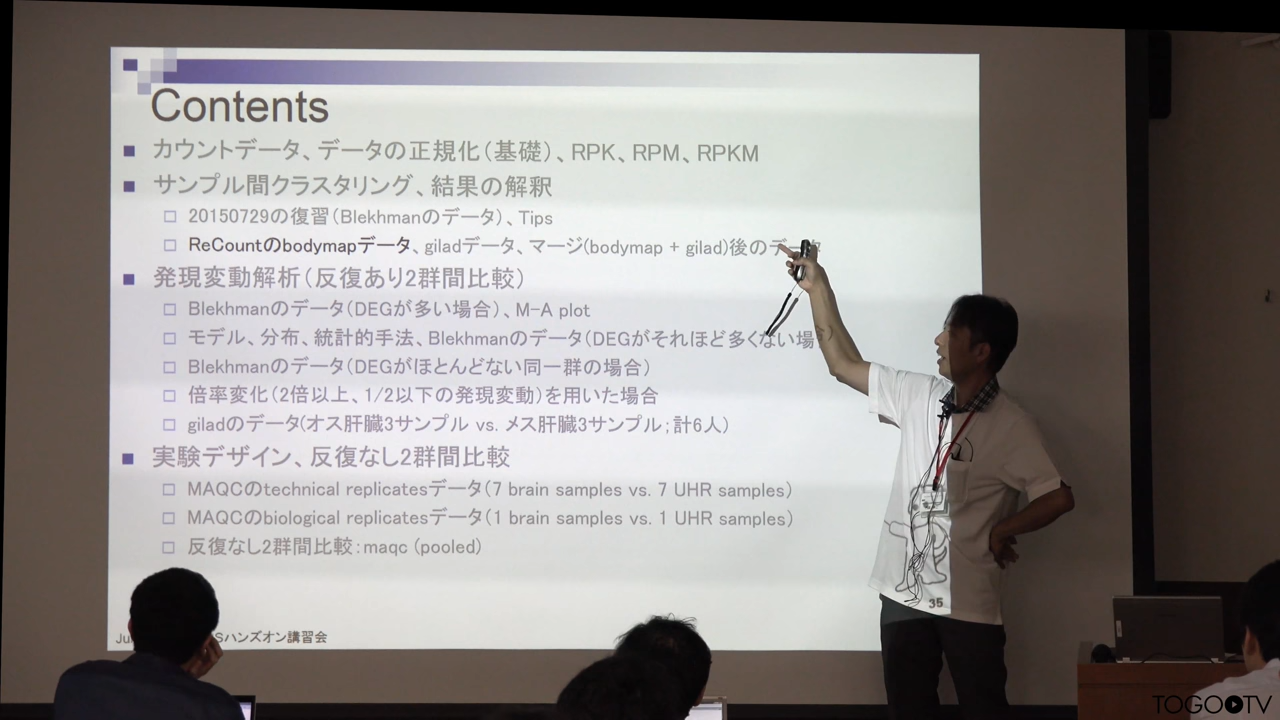 Contents
■ カウントデータ、データの正規化(基礎)、RPK、RPM、RPKM
■ サンプル間クラスタリング、結果の解釈
□ 20150729の復習(Blekhmanのデータ)、Tips
□ ReCountのbodymapデータ、giladデータ、マージ(bodymap + gilad)後のデータ
■ 発現変動解析(反復あり2群間比較)
□ Blekhmanのデータ(DEGが多い場合)、M-A plot
□ モデル、分布、統計的手法、Blekhmanのデータ(DEGがそれほど多くない場
□ Blekhmanのデータ(DEGがほとんどない同一群の場合)
□ 倍率変化(2倍以上、1/2以下の発現変動)を用いた場合
□ giladのデータ(オス肝臓3サンプル vs. メス肝臓3サンプル;計6人)
■ 実験デザイン、反復なし2群間比較
□ MAQCのtechnical replicatesデータ(7 brain samples vs. 7 UHR samples)
□ MAQCのbiological replicatesデータ(1 brain samples vs. 1 UHR samples)
□ 反復なし2群間比較:maqc (pooled)
35
ハンズオン講習会
TOGOTV